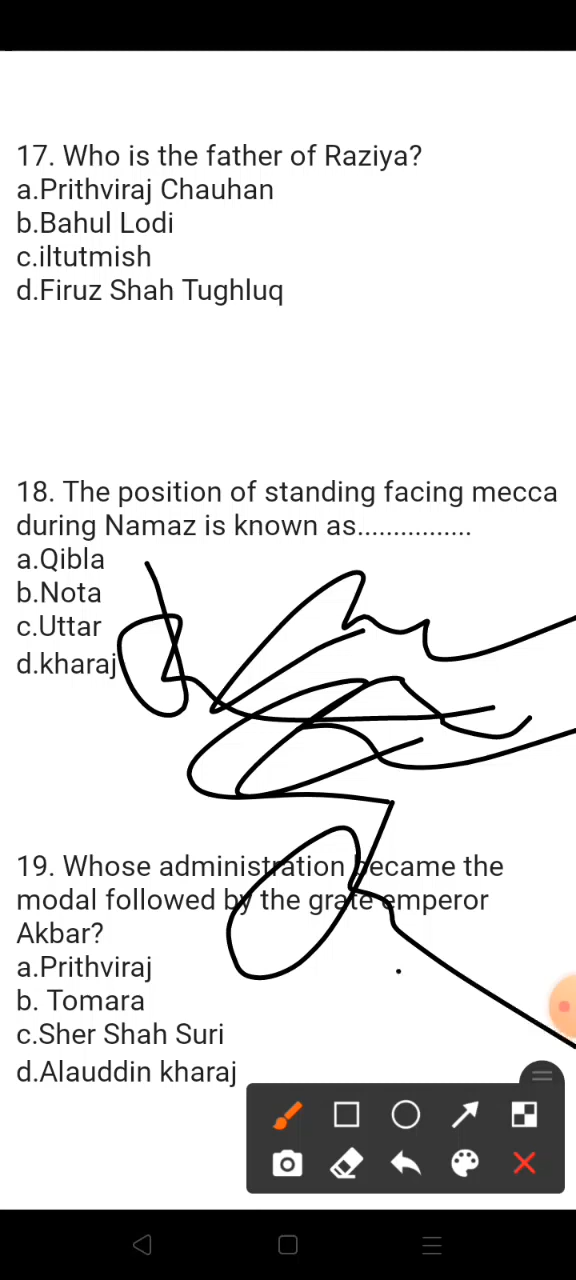 17. Who is the father of Raziya?
a.Prithviraj Chauhan
b.Bahul Lodi
c.iltutmish
d.Firuz Shah Tughluq
18. The position of standing facing mecca
during Namaz is known as................
a.Qibla
b.Nota
c.Uttar
d.kharaj
19. Whose administration became the
modal followed by the grate emperor
Akbar?
a.Prithviraj
b. Tomara
c.Sher Shah Suri
d.Alauddin kharaj